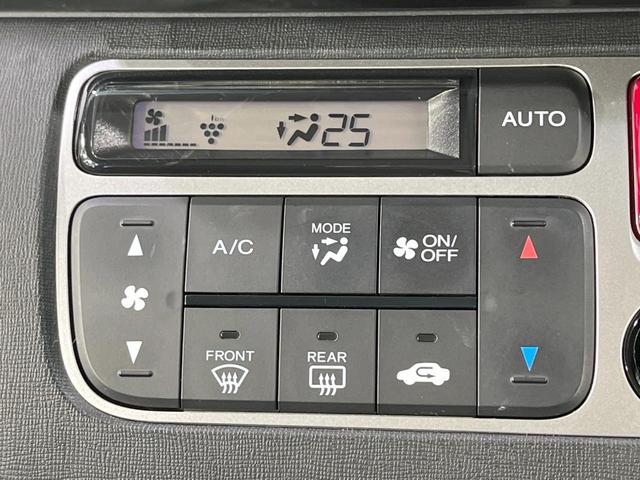 25
AUTO
A/C
MODE
ON/
OFF
FRONT
REAR